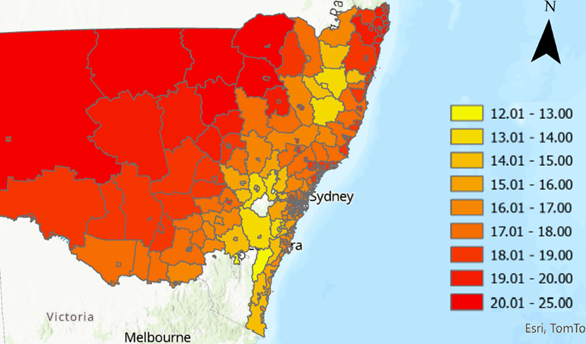 N
Pa
12.01 - 13.00
13.01 - 14.00
14.01 - 15.00
15.01 - 16.00
16.01 - 17.00
17.01 - 18.00
18.01 - 19.00
19.01 - 20.00
20.01 - 25.00
Sydney
ra
Victoria
Melbourne
Esri, TomTo